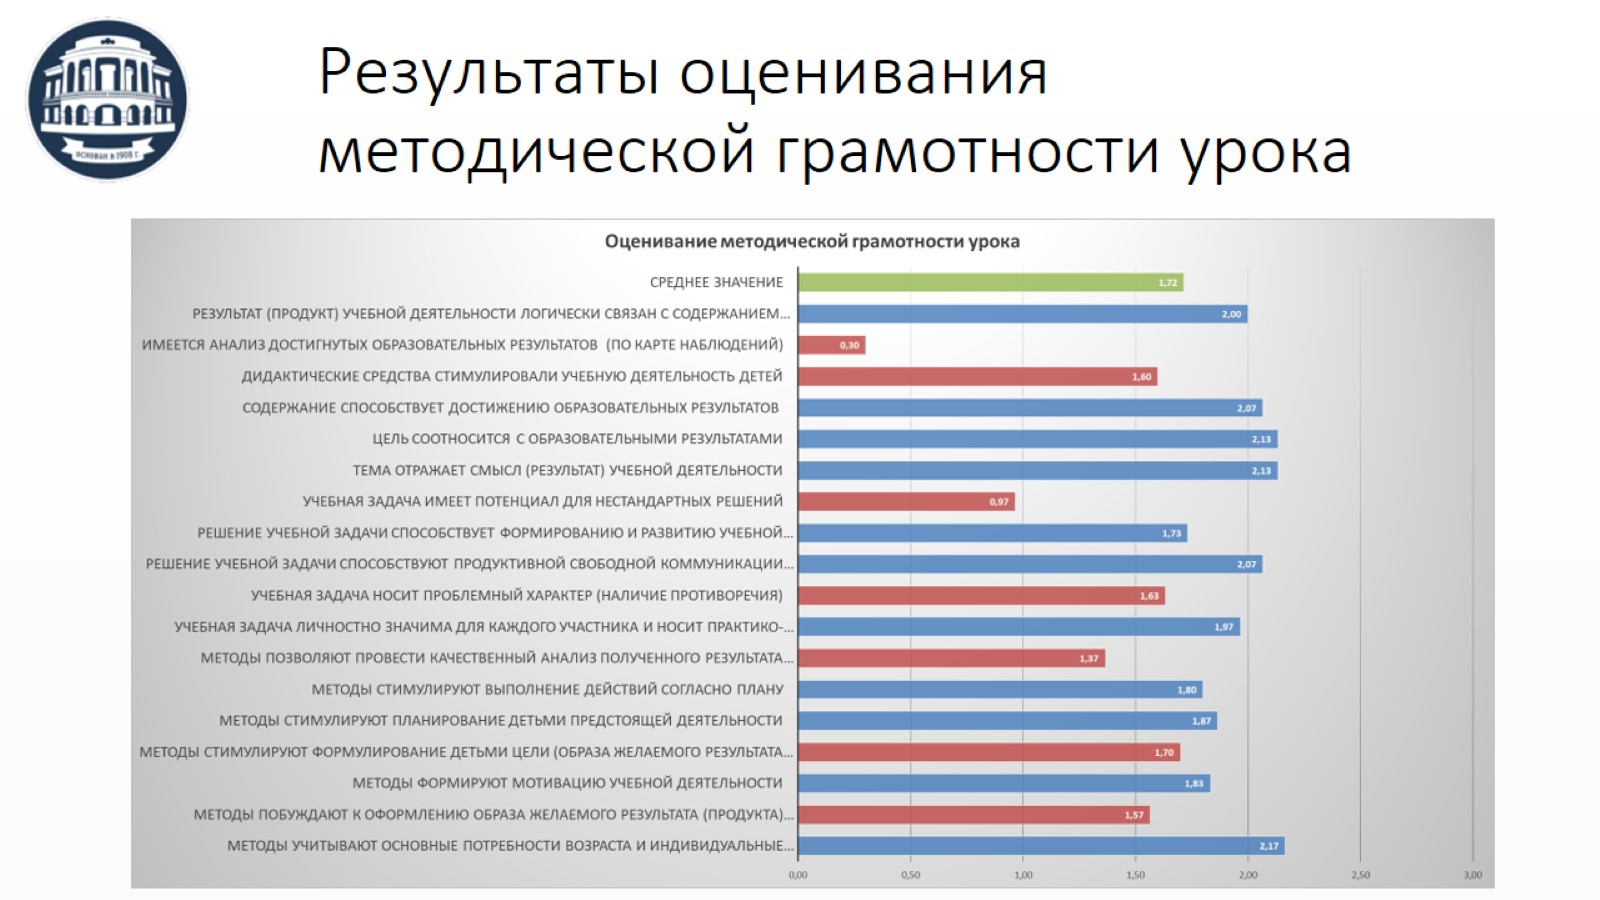 основан в 1908 г.
Результаты оценивания
методической грамотности урока
Оценивание методической грамотности урока
СРЕДНЕЕ ЗНАЧЕНИЕ 1,72
РЕЗУЛЬТАТ (ПРОДУКТ) УЧЕБНОЙ ДЕЯТЕЛЬНОСТИ ЛОГИЧЕСКИ СВЯЗАН С СОДЕРЖАНИЕМ... 2,00
ИМЕЕТСЯ АНАЛИЗ ДОСТИГНУТЫХ ОБРАЗОВАТЕЛЬНЫХ РЕЗУЛЬТАТОВ (ПО КАРТЕ НАБЛЮДЕНИЙ) 0,30
ДИДАКТИЧЕСКИЕ СРЕДСТВА СТИМУЛИРОВАЛИ УЧЕБНУЮ ДЕЯТЕЛЬНОСТЬ ДЕТЕЙ 1,60
СОДЕРЖАНИЕ СПОСОБСТВУЕТ ДОСТИЖЕНИЮ ОБРАЗОВАТЕЛЬНЫХ РЕЗУЛЬТАТОВ 2,07
ЦЕЛЬ СООТНОСИТСЯ С ОБРАЗОВАТЕЛЬНЫМИ РЕЗУЛЬТАТАМИ 2,13
ТЕМА ОТРАЖАЕТ СМЫСЛ (РЕЗУЛЬТАТ) УЧЕБНОЙ ДЕЯТЕЛЬНОСТИ 2,13
УЧЕБНАЯ ЗАДАЧА ИМЕЕТ ПОТЕНЦИАЛ ДЛЯ НЕСТАНДАРТНЫХ РЕШЕНИЙ 0,97
РЕШЕНИЕ УЧЕБНОЙ ЗАДАЧИ СПОСОБСТВУЕТ ФОРМИРОВАНИЮ И РАЗВИТИЮ УЧЕБНОЙ... 1,73
РЕШЕНИЕ УЧЕБНОЙ ЗАДАЧИ СПОСОБСТВУЮТ ПРОДУКТИВНОЙ СВОБОДНОЙ КОММУНИКАЦИИ... 2,07
УЧЕБНАЯ ЗАДАЧА НОСИТ ПРОБЛЕМНЫЙ ХАРАКТЕР (НАЛИЧИЕ ПРОТИВОРЕЧИЯ) 1,63
УЧЕБНАЯ ЗАДАЧА ЛИЧНОСТНО ЗНАЧИМА ДЛЯ КАЖДОГО УЧАСТНИКА И НОСИТ ПРАКТИКО-... 1,97
МЕТОДЫ ПОЗВОЛЯЮТ ПРОВЕСТИ КАЧЕСТВЕННЫЙ АНАЛИЗ ПОЛУЧЕННОГО РЕЗУЛЬТАТА... 1,37
МЕТОДЫ СТИМУЛИРУЮТ ВЫПОЛНЕНИЕ ДЕЙСТВИЙ СОГЛАСНО ПЛАНУ 1,80
МЕТОДЫ СТИМУЛИРУЮТ ПЛАНИРОВАНИЕ ДЕТЬМИ ПРЕДСТОЯЩЕЙ ДЕЯТЕЛЬНОСТИ 1,87
МЕТОДЫ СТИМУЛИРУЮТ ФОРМУЛИРОВАНИЕ ДЕТЬМИ ЦЕЛИ (ОБРАЗА ЖЕЛАЕМОГО РЕЗУЛЬТАТА... 1,70
МЕТОДЫ ФОРМИРУЮТ МОТИВАЦИЮ УЧЕБНОЙ ДЕЯТЕЛЬНОСТИ 1,83
МЕТОДЫ ПОБУЖДАЮТ К ОФОРМЛЕНИЮ ОБРАЗА ЖЕЛАЕМОГО РЕЗУЛЬТАТА (ПРОДУКТА)... 1,57
МЕТОДЫ УЧИТЫВАЮТ ОСНОВНЫЕ ПОТРЕБНОСТИ ВОЗРАСТА И ИНДИВИДУАЛЬНЫЕ... 2,17
0,00 0,50 1,00 1,50 2,00 2,50 3,00